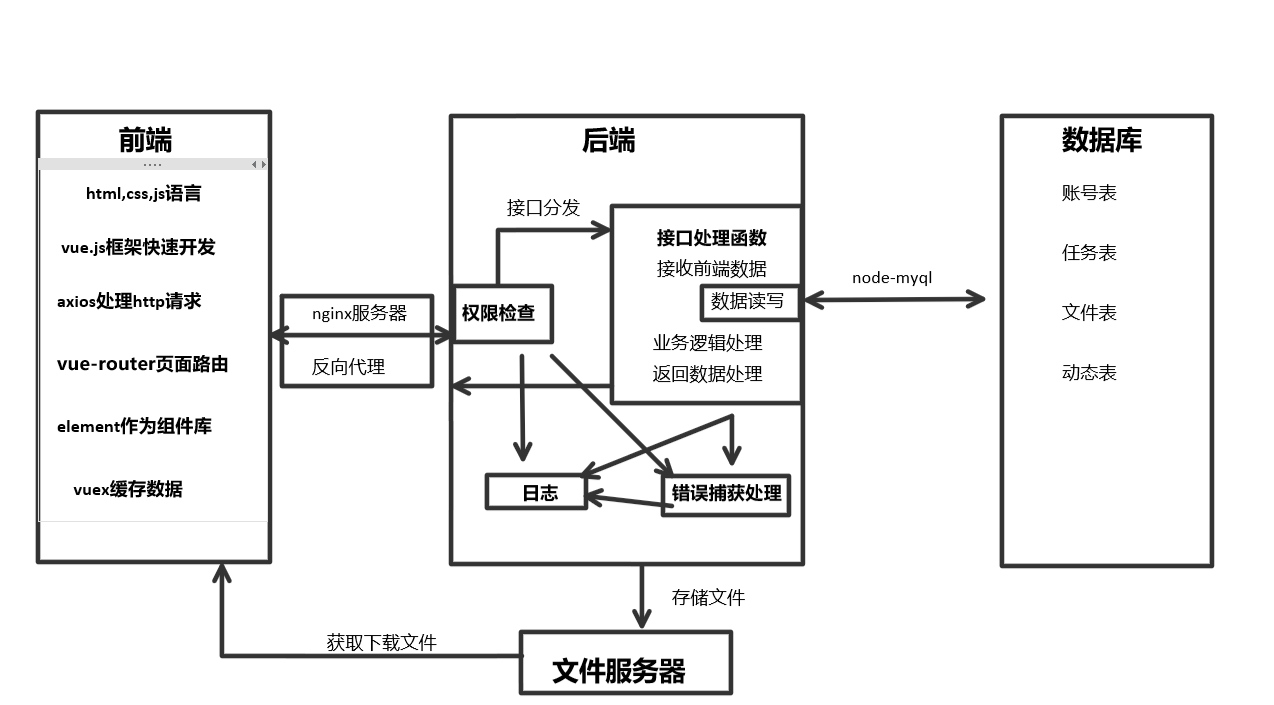 前端
html,css,js语言
vue.js框架快速开发
axios处理http请求
vue-router页面路由
element作为组件库
vuex缓存数据
nginx服务器
反向代理
后端
接口分发
权限检查
接口处理函数
接收前端数据
数据读写
业务逻辑处理
返回数据处理
日志
错误捕获处理
node-myql
数据库
账号表
任务表
文件表
动态表
存储文件
获取下载文件
文件服务器